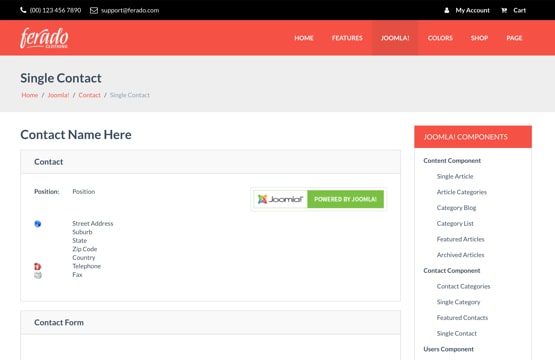 (00) 123 456 7890 support@ferado.com My Account Cart
ferado
CLOTHING
HOME FEATURES JOOMLA! COLORS SHOP PAGE
Single Contact
Home / Joomla! / Contact / Single Contact
Contact Name Here
Contact
Position: Position
Joomla! POWERED BY JOOMLA!
Street Address
Suburb
State
Zip Code
Country
Telephone
Fax
Contact Form
JOOMLA! COMPONENTS
Content Component
Single Article
Article Categories
Category Blog
Category List
Featured Articles
Archived Articles
Contact Component
Contact Categories
Single Category
Featured Contacts
Single Contact
Users Component